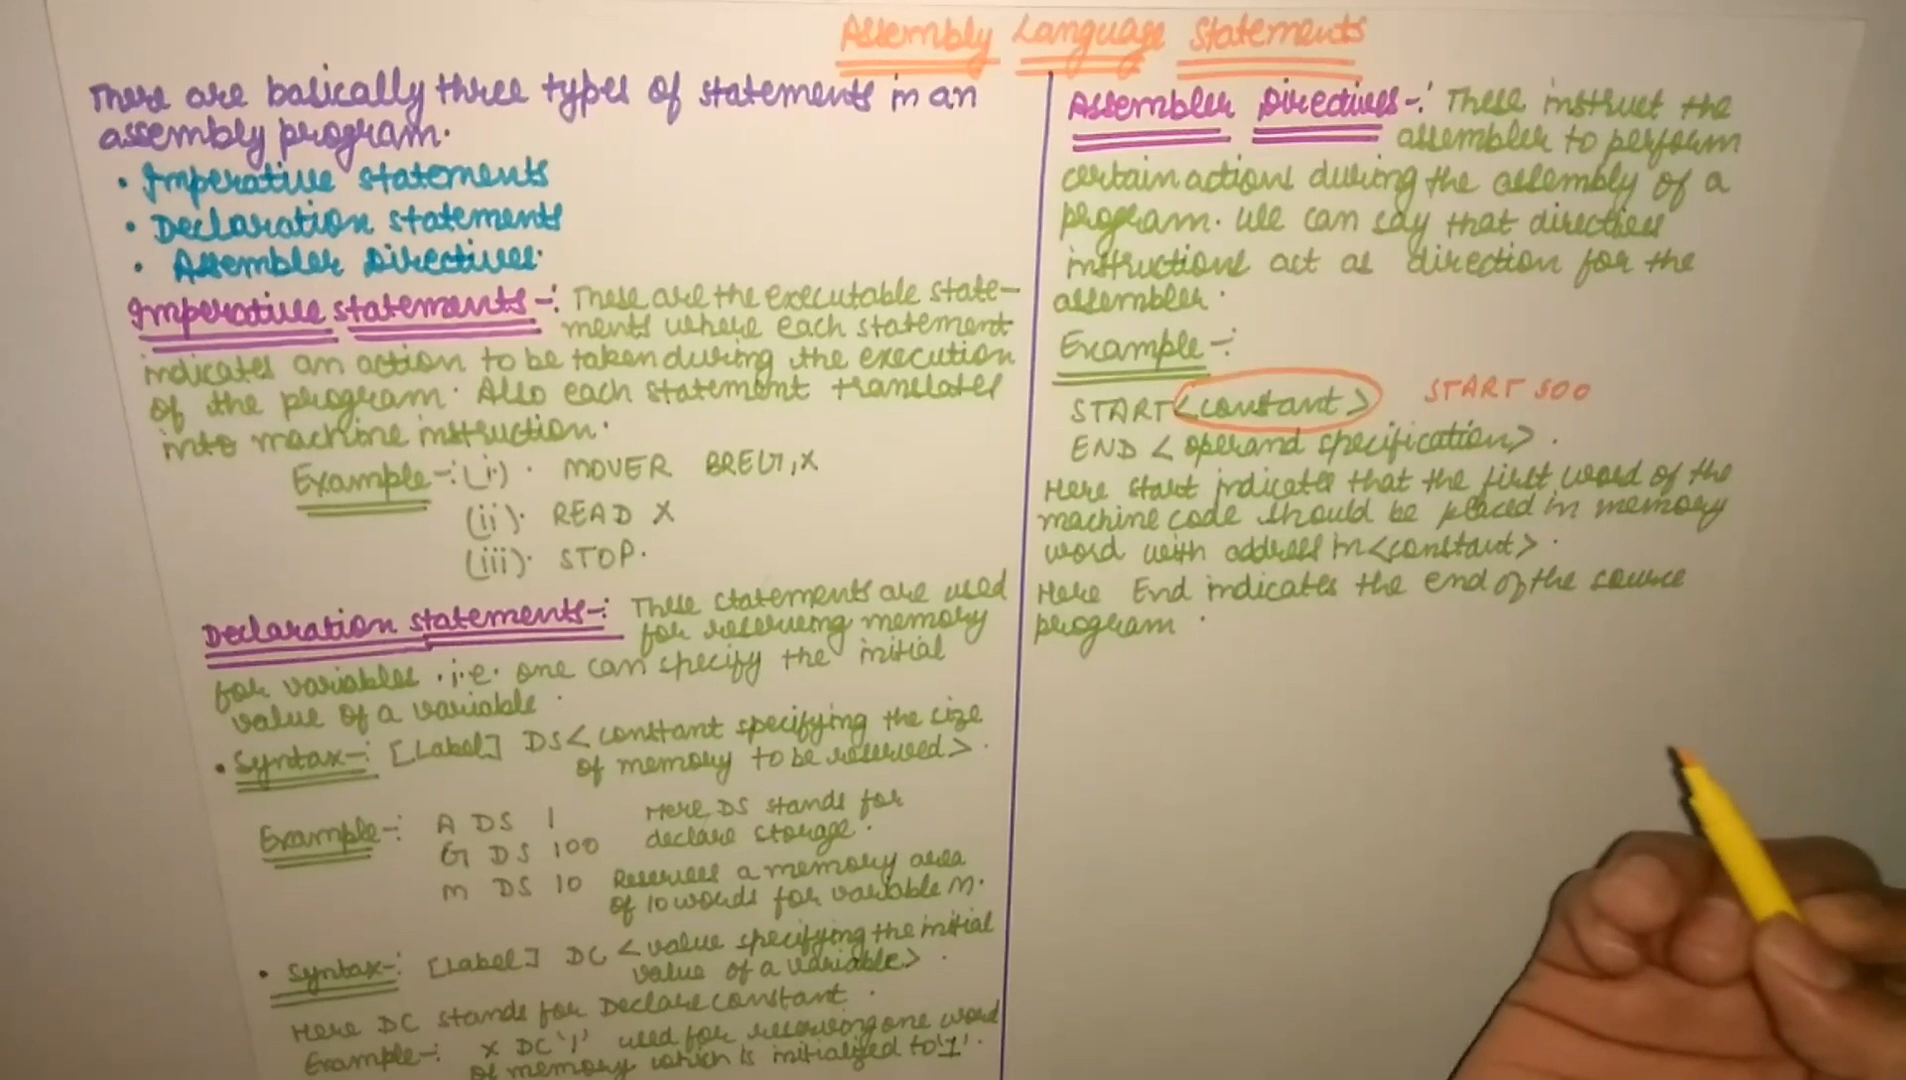 Assembly Language Statements
There are basically three types of statements in an
assembly program.
• Imperative statements
• Declaration statements
• Assembler Directives.
Imperative statements-: These are the executable state-
ments where each statement
indicates an action to be taken during the execution
of the program. Also each statement translates
into machine instruction.
Example-: (i). MOVER BREG,X
(ii). READ X
(iii). STOP.
Declaration statements-: These statements are used
for reserving memory
for variables .i.e. one can specify the initial
value of a variable.
• Syntax-: [Label] DS < constant specifying the size
of memory to be reserved>.
Example-: A DS 1 Here DS stands for
declare storage.
G DS 100
M DS 10 Reserves a memory area
of 10 words for variable M.
• Syntax-: [Label] DC < value specifying the initial
value of a variable>.
Here DC stands for Declare constant.
Example-: X DC '1' used for reserving one word
of memory which is initialized to '1'.
Assembler Directives-: These instruct the
assembler to perform
certain actions during the assembly of a
program. We can say that directives
instructions act as direction for the
assembler.
Example-:
START <constant> START 500
END < operand specification>.
Here start indicates that the first word of the
machine code should be placed in memory
word with address in <constant>.
Here End indicates the end of the source
program.